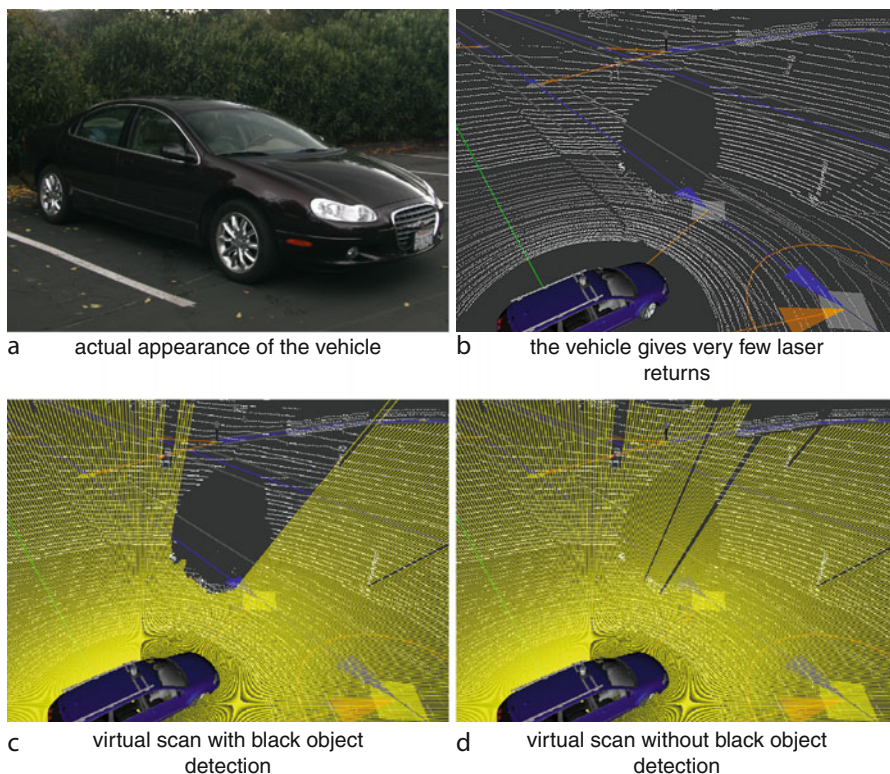 a actual appearance of the vehicle
b the vehicle gives very few laser
returns
c virtual scan with black object
detection
d virtual scan without black object
detection